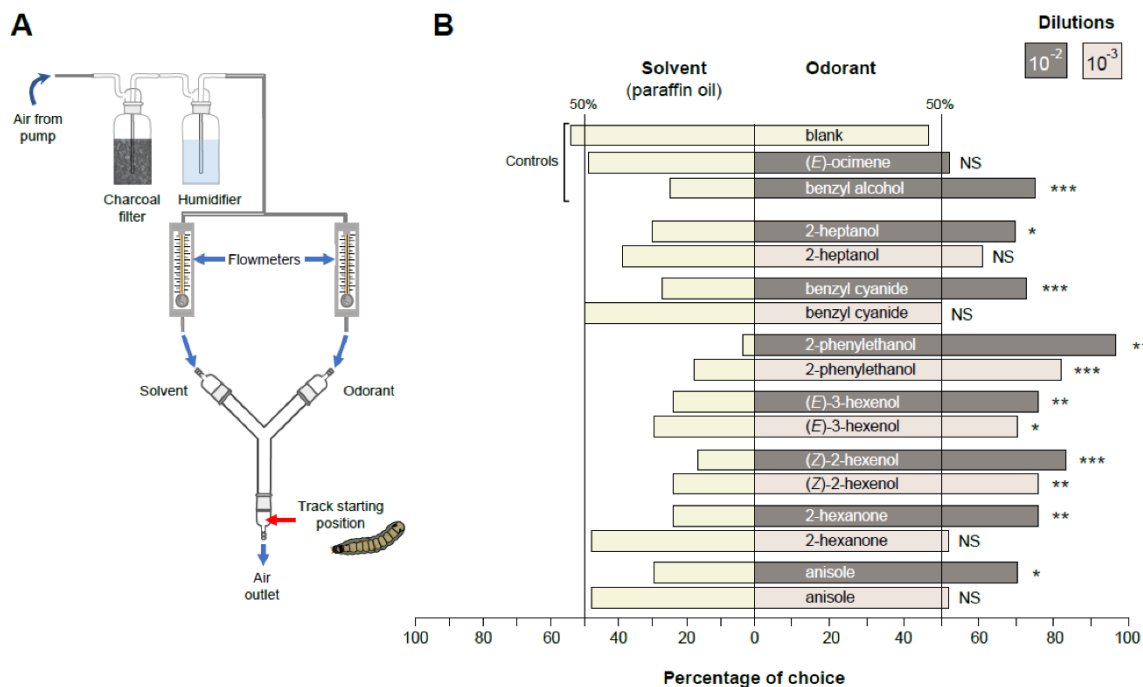 A
Air from
pump
Charcoal
filter
Humidifier
Flowmeters
Solvent
Odorant
Track starting
position
Air
outlet
B
Dilutions
10⁻²
10⁻³
Solvent
(paraffin oil)
Odorant
50%
50%
Controls
blank
(E)-ocimene NS
benzyl alcohol ***
2-heptanol *
2-heptanol NS
benzyl cyanide ***
benzyl cyanide NS
2-phenylethanol **
2-phenylethanol ***
(E)-3-hexenol **
(E)-3-hexenol *
(Z)-2-hexenol ***
(Z)-2-hexenol **
2-hexanone **
2-hexanone NS
anisole *
anisole NS
100 80 60 40 20 0 20 40 60 80 100
Percentage of choice